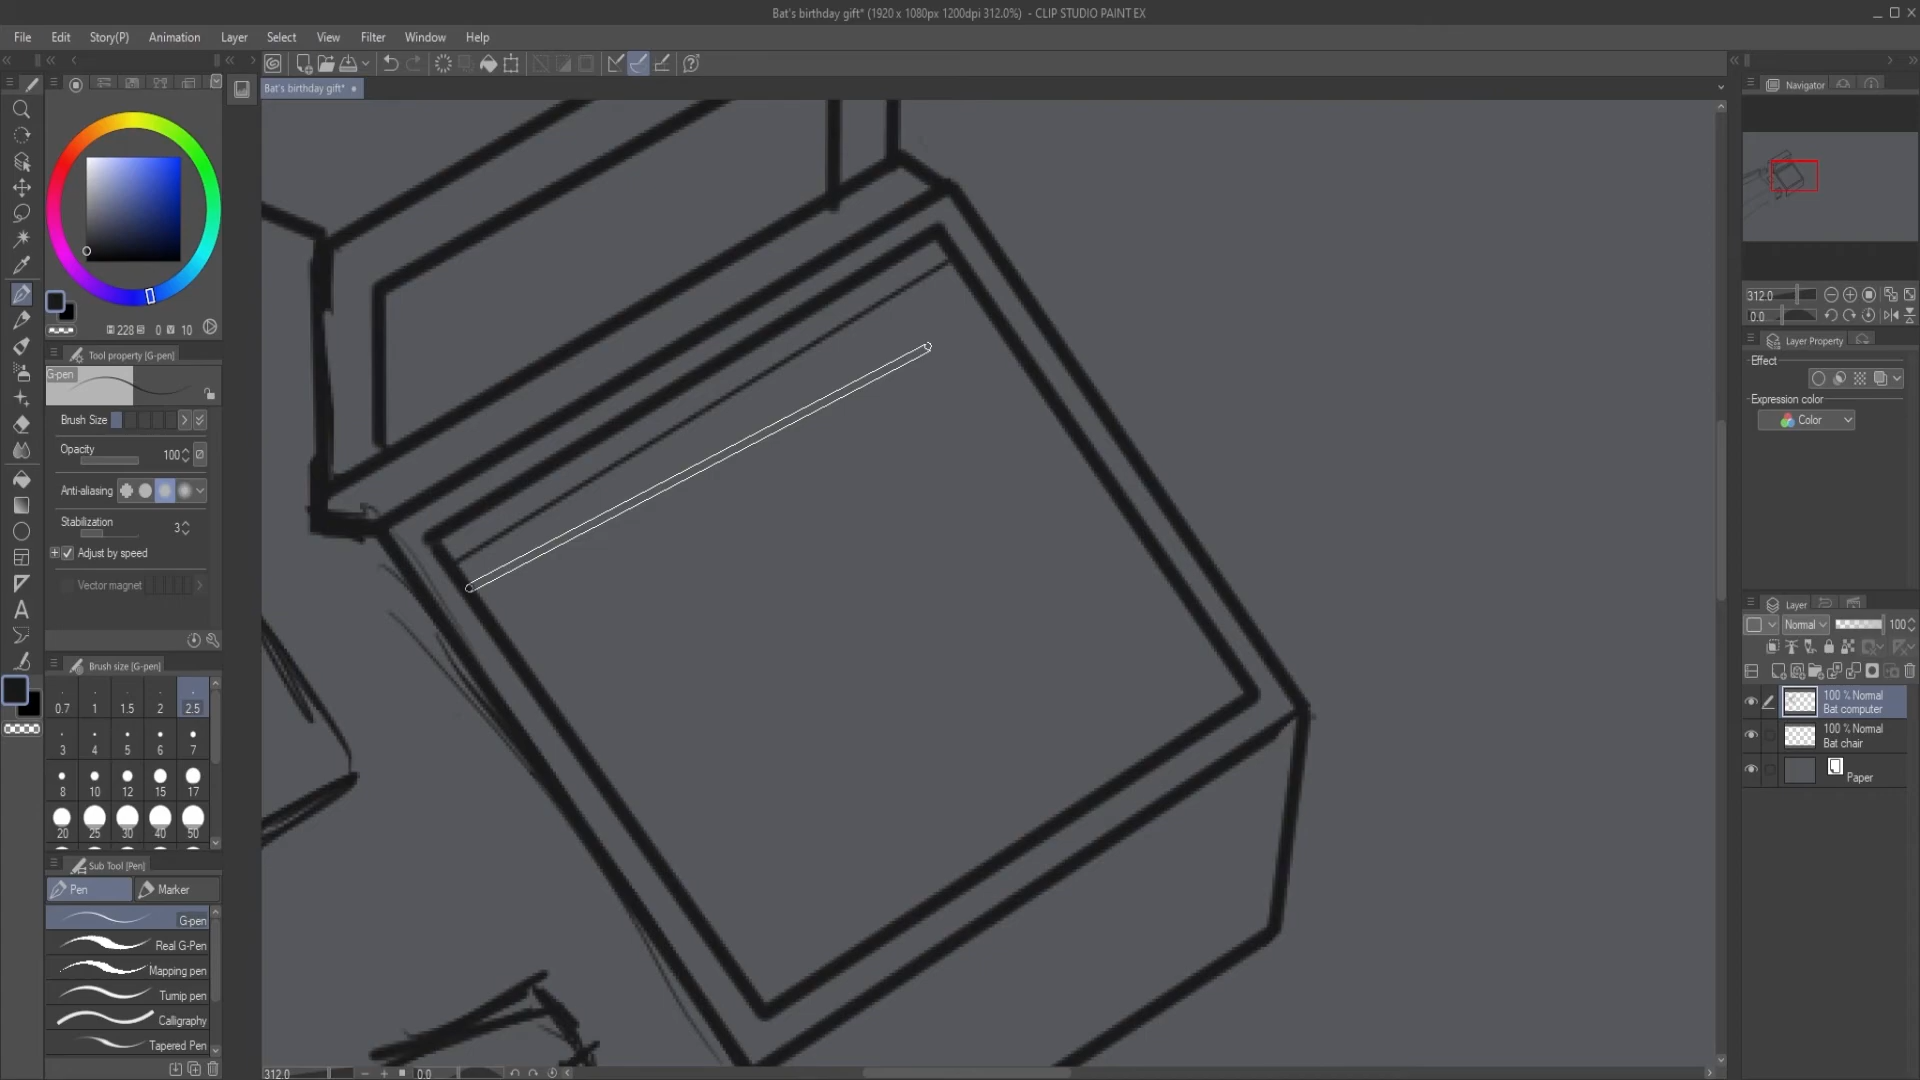 Bat's birthday gift* (1920 x 1080px 1200dpi 312.0%) - CLIP STUDIO PAINT EX
File Edit Story(P) Animation Layer Select View Filter Window Help
Bat's birthday gift*
Navigator
228 0 V 10
312.0
0.0
Tool property [G-pen]
G-pen
Brush Size
Opacity 100
Anti-aliasing
Stabilization 3
Adjust by speed
Vector magnet
Layer Property
Effect
Expression color
Color
Brush size [G-pen]
0.7 1 1.5 2 2.5
3 4 5 6 7
8 10 12 15 17
20 25 30 40 50
Sub Tool [Pen]
Pen Marker
G-pen
Real G-Pen
Mapping pen
Turnip pen
Calligraphy
Tapered Pen
Layer
Normal 100
100 % Normal
Bat computer
100 % Normal
Bat chair
Paper
312.0 0.0